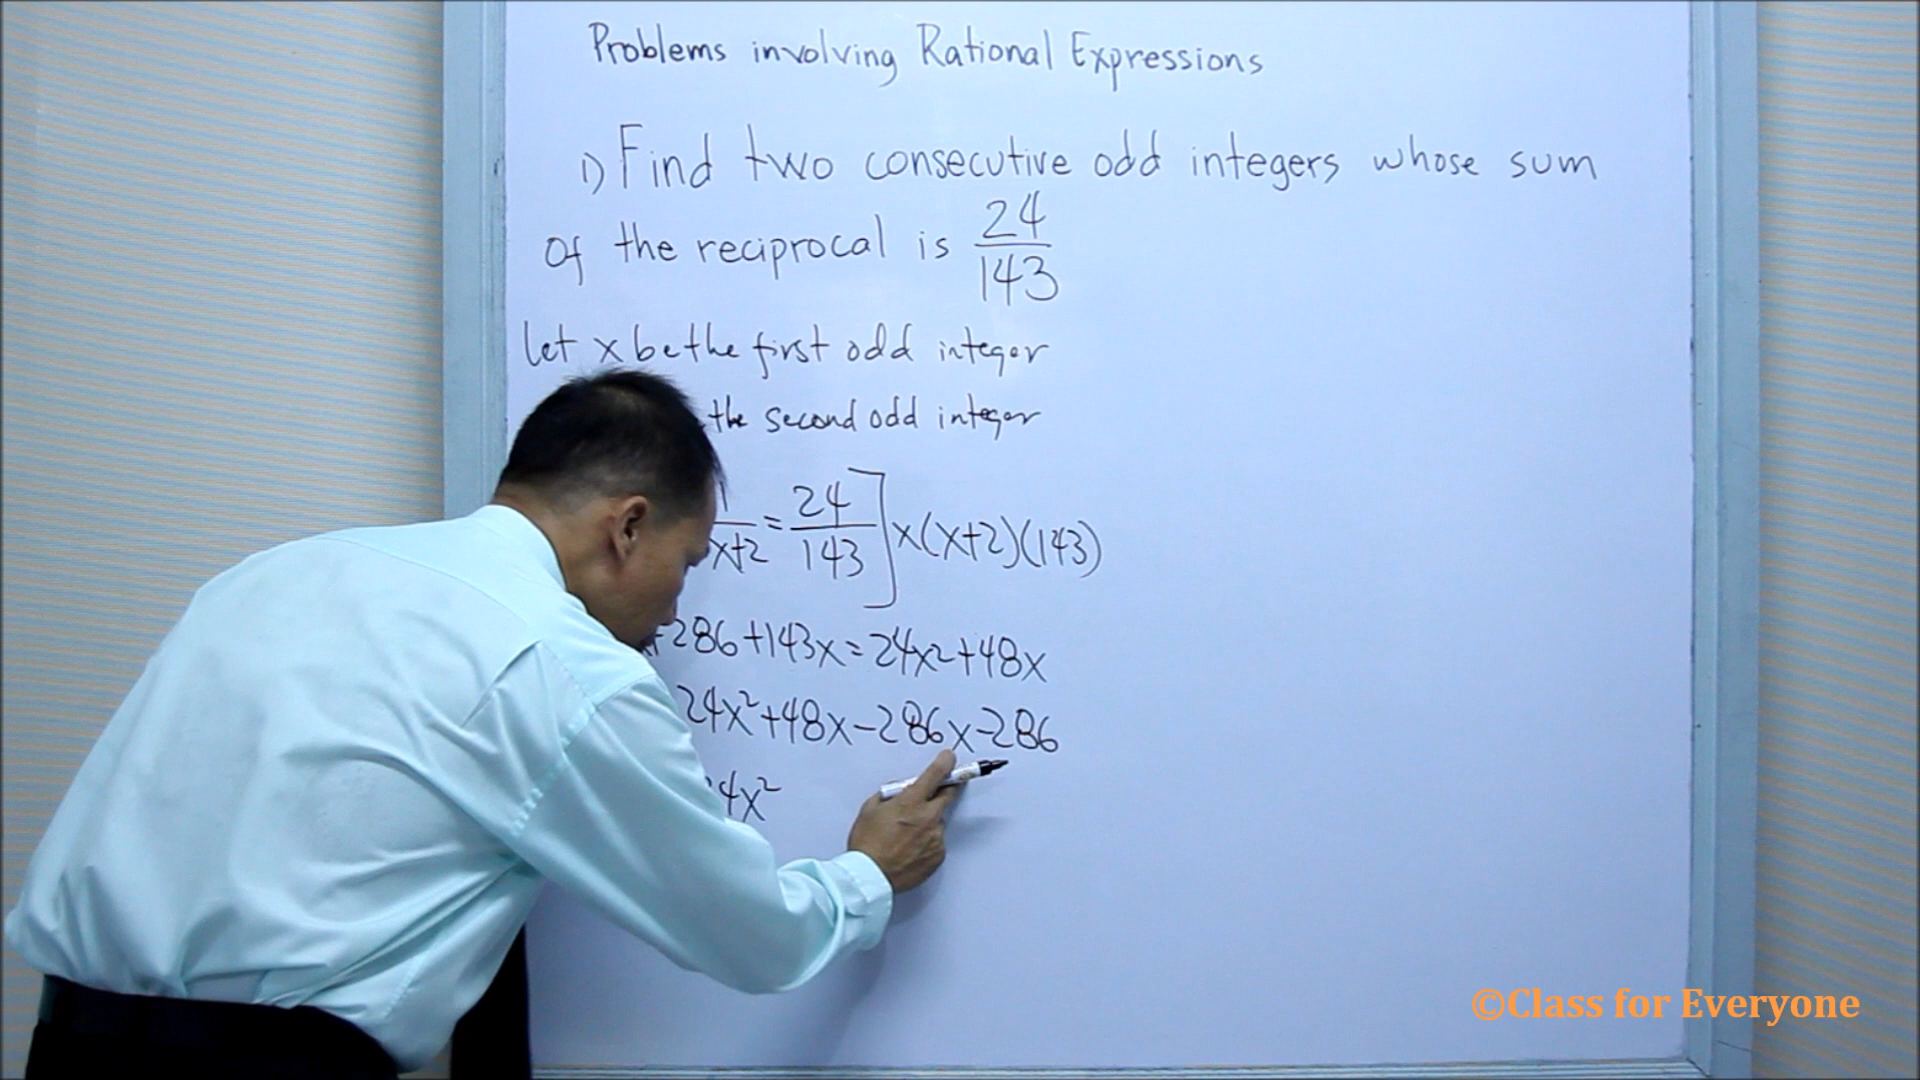 Problems involving Rational Expressions
1) Find two consecutive odd integers whose sum
of the reciprocal is 24/143
let x be the first odd integer
the second odd integer
1/x+2 = 24/143 ] x(x+2)(143)
+286+143x=24x²+48x
24x²+48x-286x-286
4x²
©Class for Everyone